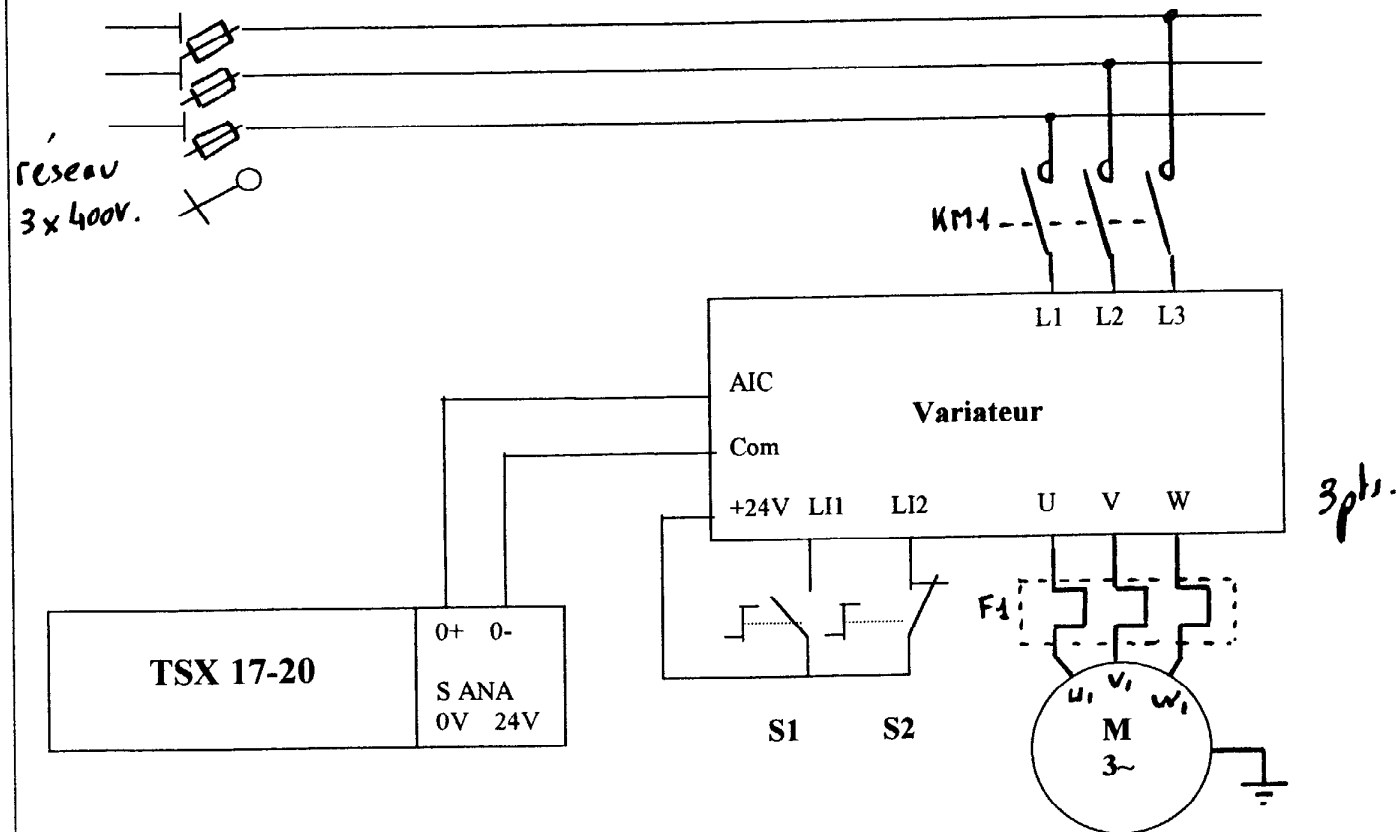 réseau
3 x 400V.
KM1
L1 L2 L3
AIC
Variateur
Com
+24V LI1 LI2 U V W
3pts.
F1
0+ 0-
TSX 17-20
S ANA
0V 24V
S1 S2
U1 V1 W1
M
3~